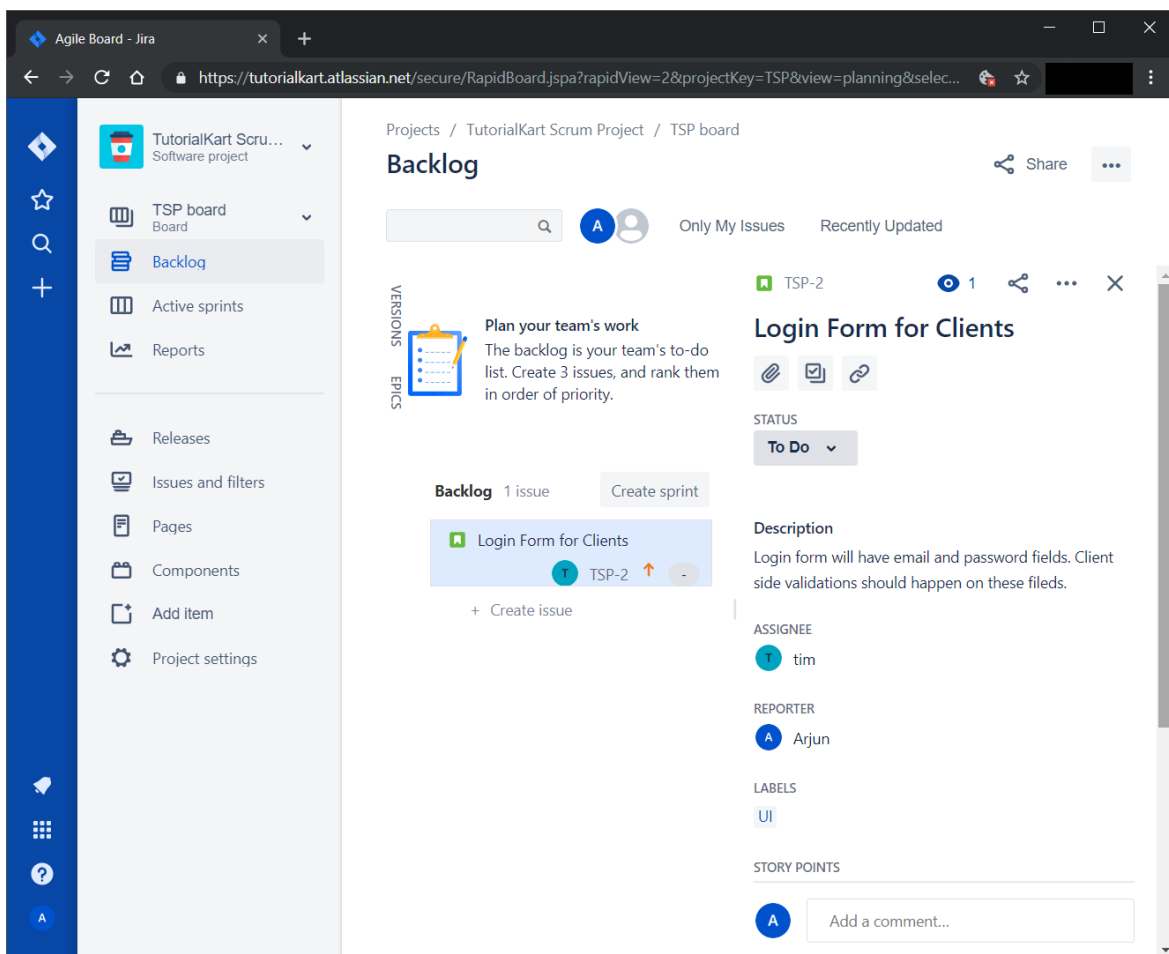 Agile Board - Jira
https://tutorialkart.atlassian.net/secure/RapidBoard.jspa?rapidView=2&projectKey=TSP&view=planning&selec...
TutorialKart Scru...
Software project
TSP board
Board
Backlog
Active sprints
Reports
Releases
Issues and filters
Pages
Components
Add item
Project settings
A
Projects / TutorialKart Scrum Project / TSP board
Backlog
Share
A
Only My Issues
Recently Updated
VERSIONS
EPICS
Plan your team's work
The backlog is your team's to-do
list. Create 3 issues, and rank them
in order of priority.
Backlog 1 issue
Create sprint
Login Form for Clients
T TSP-2 -
+ Create issue
TSP-2
1
Login Form for Clients
STATUS
To Do
Description
Login form will have email and password fields. Client
side validations should happen on these fileds.
ASSIGNEE
T tim
REPORTER
A Arjun
LABELS
UI
STORY POINTS
A Add a comment...